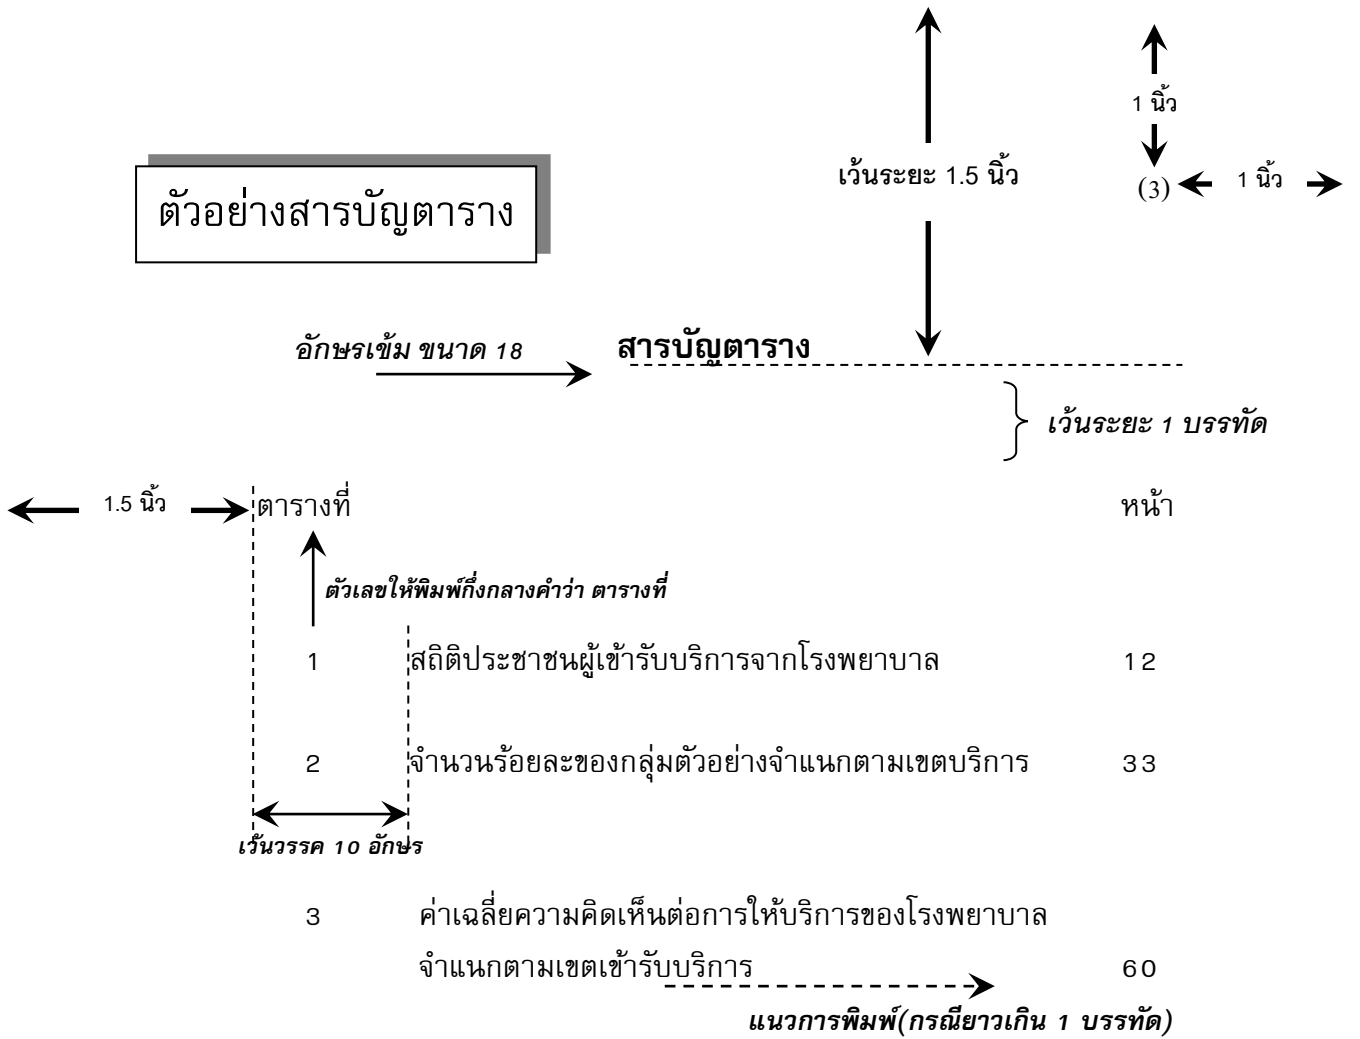 1 นิ้ว
เว้นระยะ 1.5 นิ้ว
(3)
1 นิ้ว
ตัวอย่างสารบัญตาราง
อักษรเข้ม ขนาด 18
สารบัญตาราง
เว้นระยะ 1 บรรทัด
1.5 นิ้ว
ตารางที่
หน้า
ตัวเลขให้พิมพ์กึ่งกลางคำว่า ตารางที่
1 สถิติประชาชนผู้เข้ารับบริการจากโรงพยาบาล 12
2 จำนวนร้อยละของกลุ่มตัวอย่างจำแนกตามเขตบริการ 33
เว้นวรรค 10 อักษร
3 ค่าเฉลี่ยความคิดเห็นต่อการให้บริการของโรงพยาบาล
จำแนกตามเขตเข้ารับบริการ 60
แนวการพิมพ์(กรณียาวเกิน 1 บรรทัด)